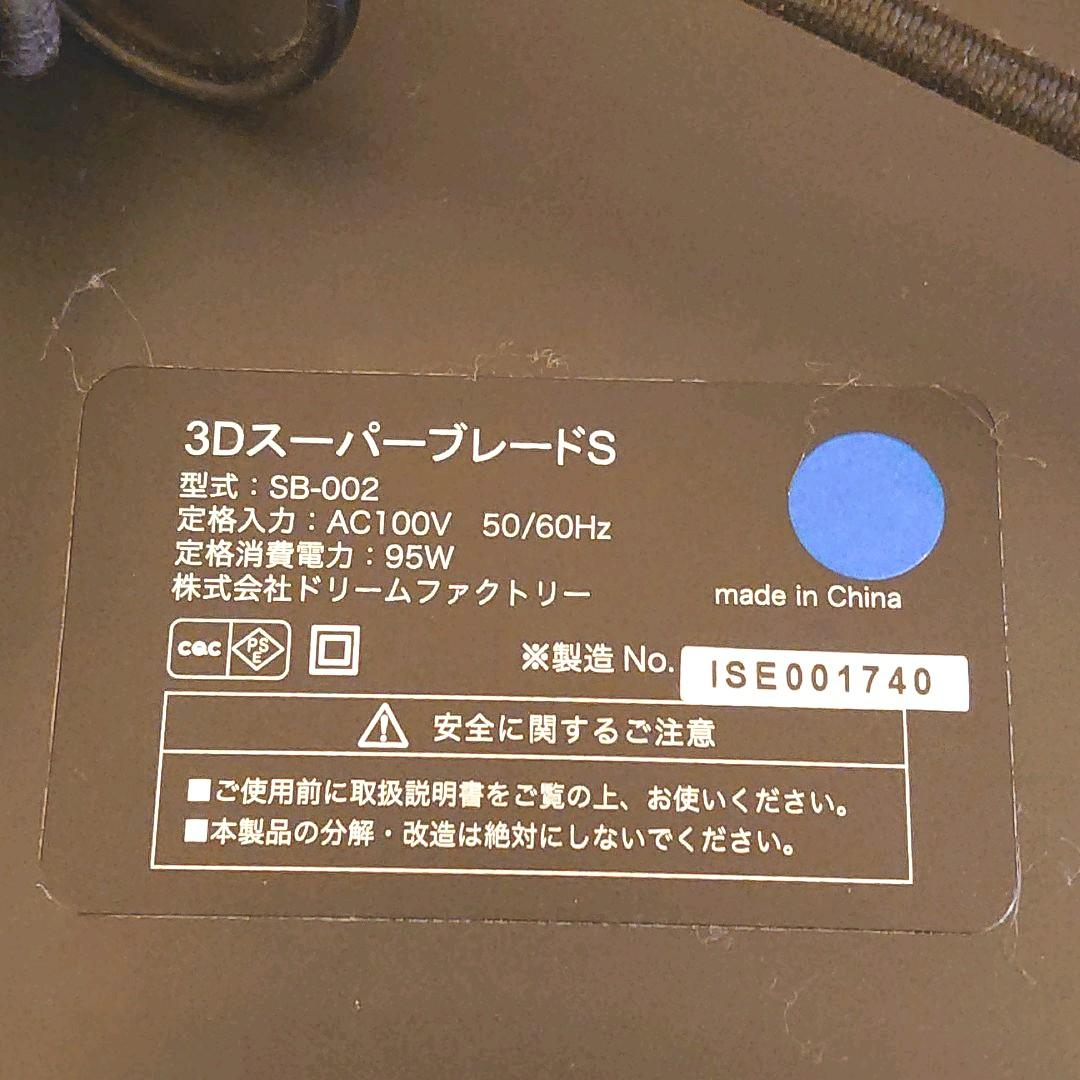 3DスーパーブレードS
型式：SB-002
定格入力：AC100V 50/60Hz
定格消費電力：95W
株式会社ドリームファクトリー
made in China
cqc PSE
※製造 No. ISE001740
安全に関するご注意
■ご使用前に取扱説明書をご覧の上、お使いください。
■本製品の分解・改造は絶対にしないでください。